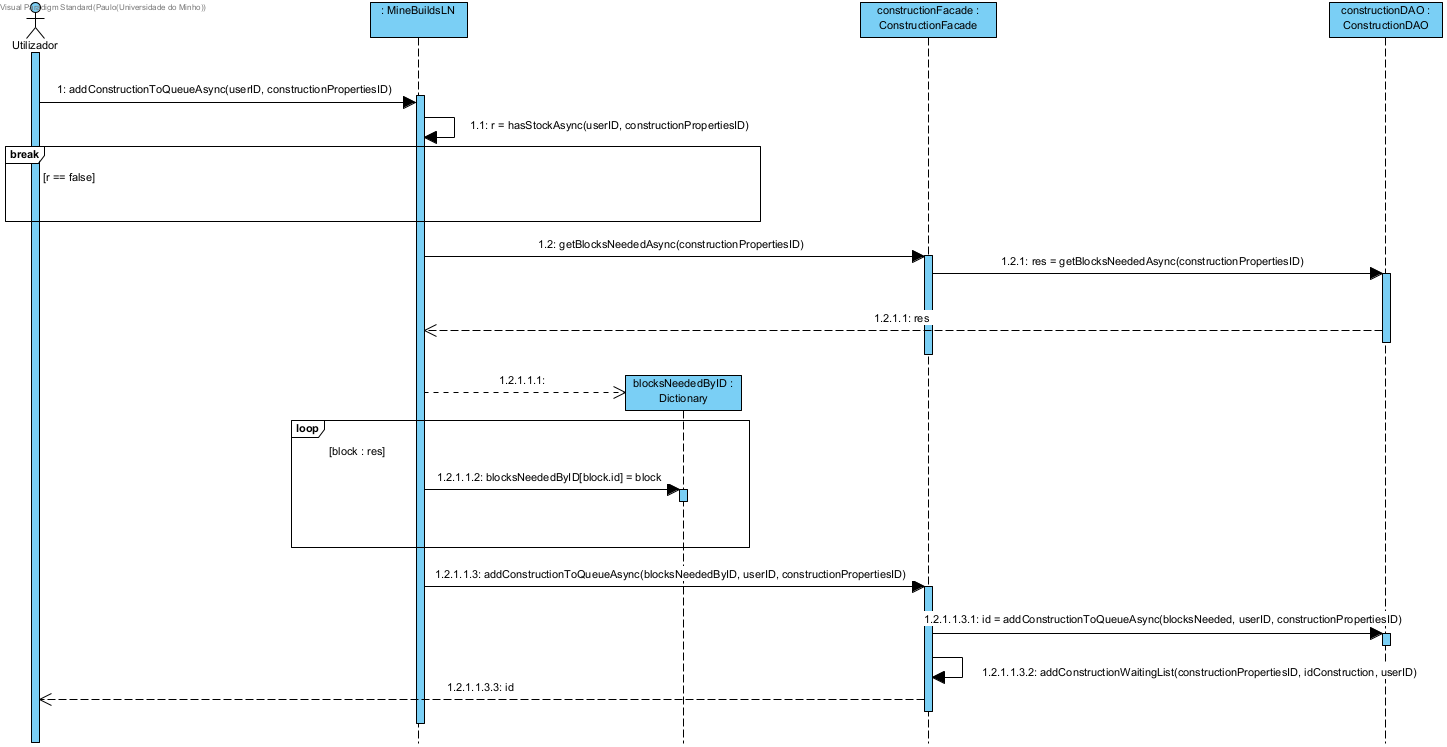 Visual Paradigm Standard(Paulo(Universidade do Minho))
: MineBuildsLN
constructionFacade :
ConstructionFacade
constructionDAO :
ConstructionDAO
Utilizador
1: addConstructionToQueueAsync(userID, constructionPropertiesID)
1.1: r = hasStockAsync(userID, constructionPropertiesID)
break
[r == false]
1.2: getBlocksNeededAsync(constructionPropertiesID)
1.2.1: res = getBlocksNeededAsync(constructionPropertiesID)
1.2.1.1: res
1.2.1.1.1:
blocksNeededByID :
Dictionary
loop
[block : res]
1.2.1.1.2: blocksNeededByID[block.id] = block
1.2.1.1.3: addConstructionToQueueAsync(blocksNeededByID, userID, constructionPropertiesID)
1.2.1.1.3.1: id = addConstructionToQueueAsync(blocksNeeded, userID, constructionPropertiesID)
1.2.1.1.3.2: addConstructionWaitingList(constructionPropertiesID, idConstruction, userID)
1.2.1.1.3.3: id